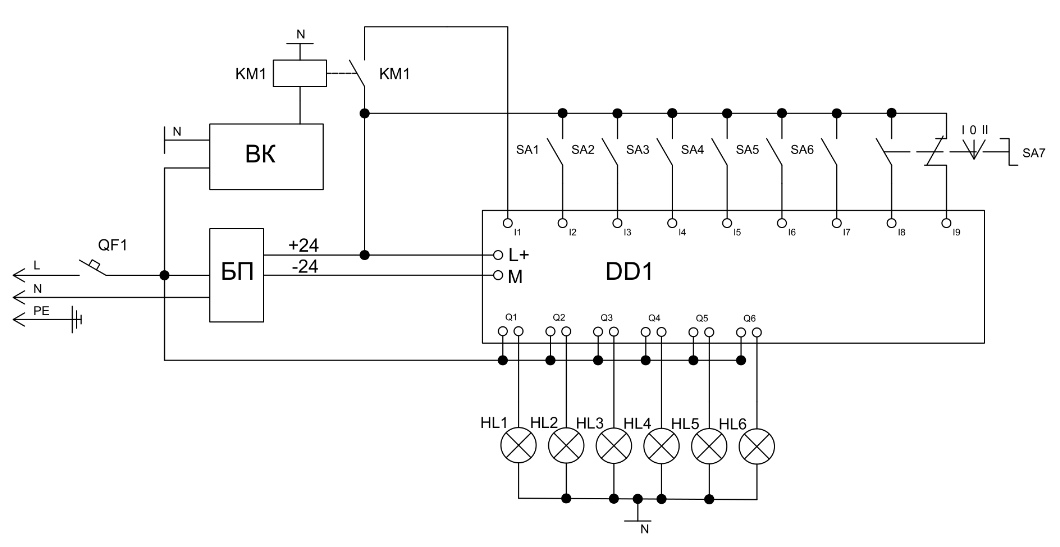 N
KM1 KM1
N
ВК
SA1 SA2 SA3 SA4 SA5 SA6 I 0 II SA7
I1 I2 I3 I4 I5 I6 I7 I8 I9
QF1
+24
L БП L+ DD1
-24
N M
PE
Q1 Q2 Q3 Q4 Q5 Q6
HL1 HL2 HL3 HL4 HL5 HL6
N